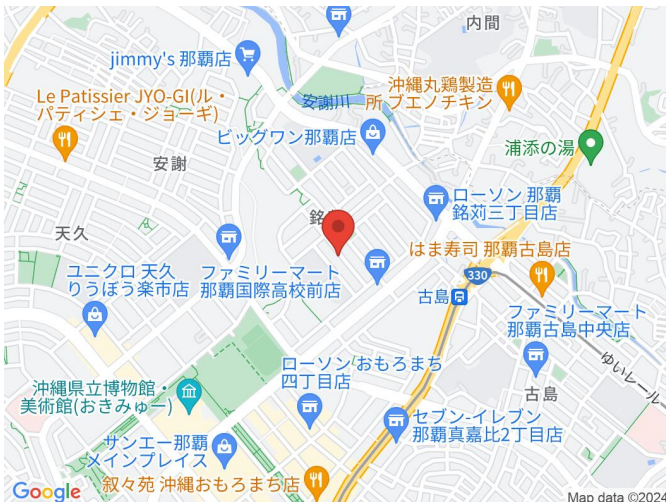 内間
jimmy's 那覇店
沖縄丸鶏製造
所 ブエノチキン
Le Patissier JYO-GI(ル・
パティシェ・ジョーギ)
安謝川
ビッグワン那覇店
浦添の湯
安謝
ローソン 那覇
銘苅三丁目店
天久
はま寿司 那覇古島店
ユニクロ 天久
りうぼう楽市店
ファミリーマート
那覇国際高校前店
330
古島
ファミリーマート
那覇古島中央店
ゆいレール
ローソン おもろまち
四丁目店
沖縄県立博物館・
美術館(おきみゅー)
古島
セブン-イレブン
那覇真嘉比2丁目店
サンエー那覇
メインプレイス
叙々苑 沖縄おもろまち店
Google
Map data ©2024